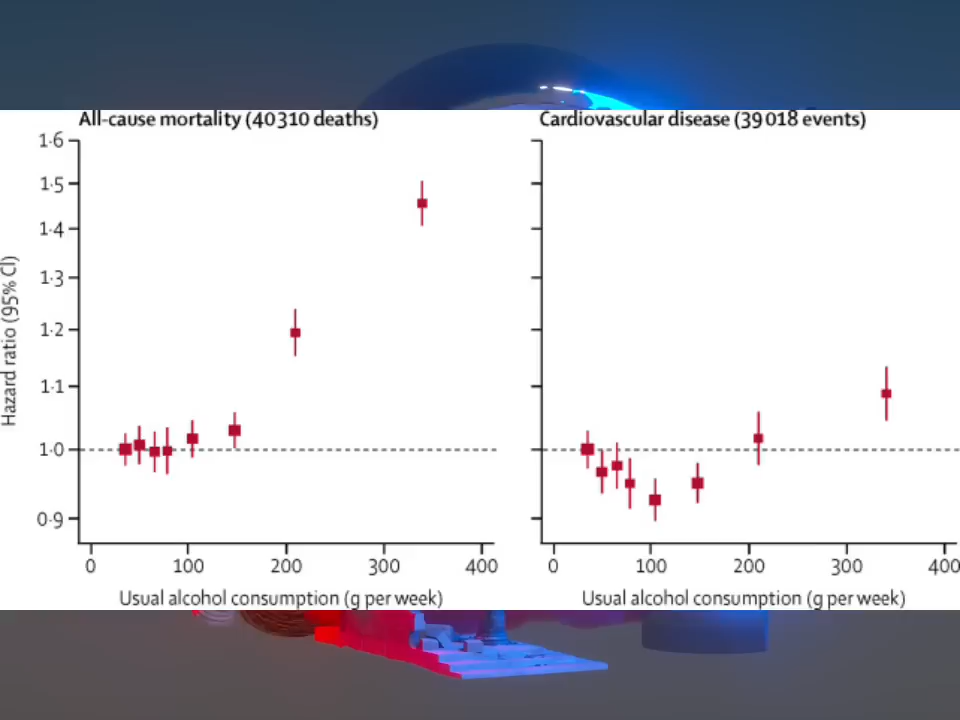 All-cause mortality (40 310 deaths)
Cardiovascular disease (39 018 events)
Hazard ratio (95% CI)
1·6
1·5
1·4
1·3
1·2
1·1
1·0
0·9
0 100 200 300 400
0 100 200 300 400
Usual alcohol consumption (g per week)
Usual alcohol consumption (g per week)